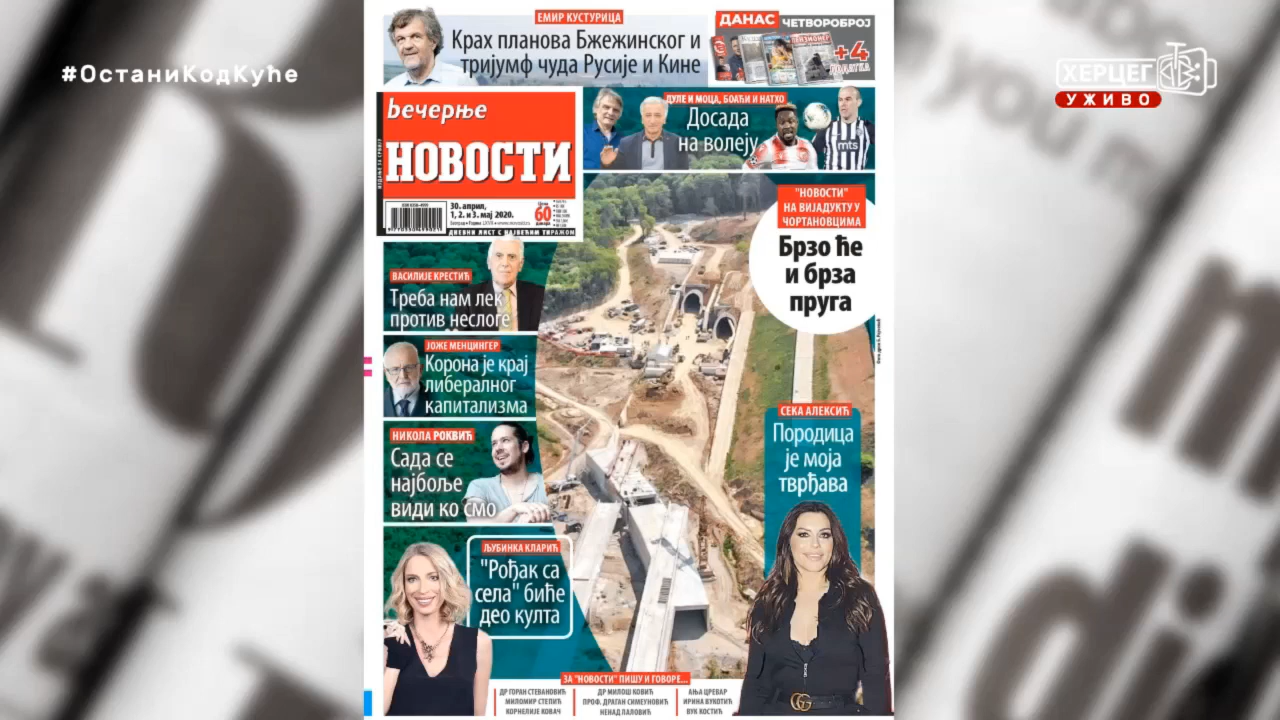 #ОстаниКодКуће
ХЕРЦЕГ
УЖИВО
ЕМИР КУСТУРИЦА
Крах планова Бжежинског и
тријумф чуда Русије и Кине
ДАНАС ЧЕТВОРОБРОЈ
+4
ДОДАТКА
Вечерње
НОВОСТИ
30. април,
1, 2. и 3. мај 2020.
60
ДНЕВНИ ЛИСТ С НАЈВЕЋИМ ТИРАЖОМ
ДУЛЕ И МОЦА, БОАЋИ И НАТХО
Досада
на волеју
mts
"НОВОСТИ"
НА ВИЈАДУКТУ У
ЧОРТАНОВЦИМА
Брзо ће
и брза
пруга
ВАСИЛИЈЕ КРЕСТИЋ
Треба нам лек
против неслоге
ЈОЖЕ МЕНЦИНГЕР
Корона је крај
либералног
капитализма
НИКОЛА РОКВИЋ
Сада се
најбоље
види ко смо
СЕКА АЛЕКСИЋ
Породица
је моја
тврђава
ЉУБИНКА КЛАРИЋ
"Рођак са
села" биће
део култа
ЗА "НОВОСТИ" ПИШУ И ГОВОРЕ...
ДР ГОРАН СТЕВАНОВИЋ
МИЛОМИР СТЕПИЋ
КОРНЕЛИЈЕ КОВАЧ
ДР МИЛОШ КОВИЋ
ПРОФ. ДРАГАН СИМЕУНОВИЋ
НЕНАД ЛАЛОВИЋ
АЊА ЦРЕВАР
ИРИНА ВУКОТИЋ
ВУК КОСТИЋ